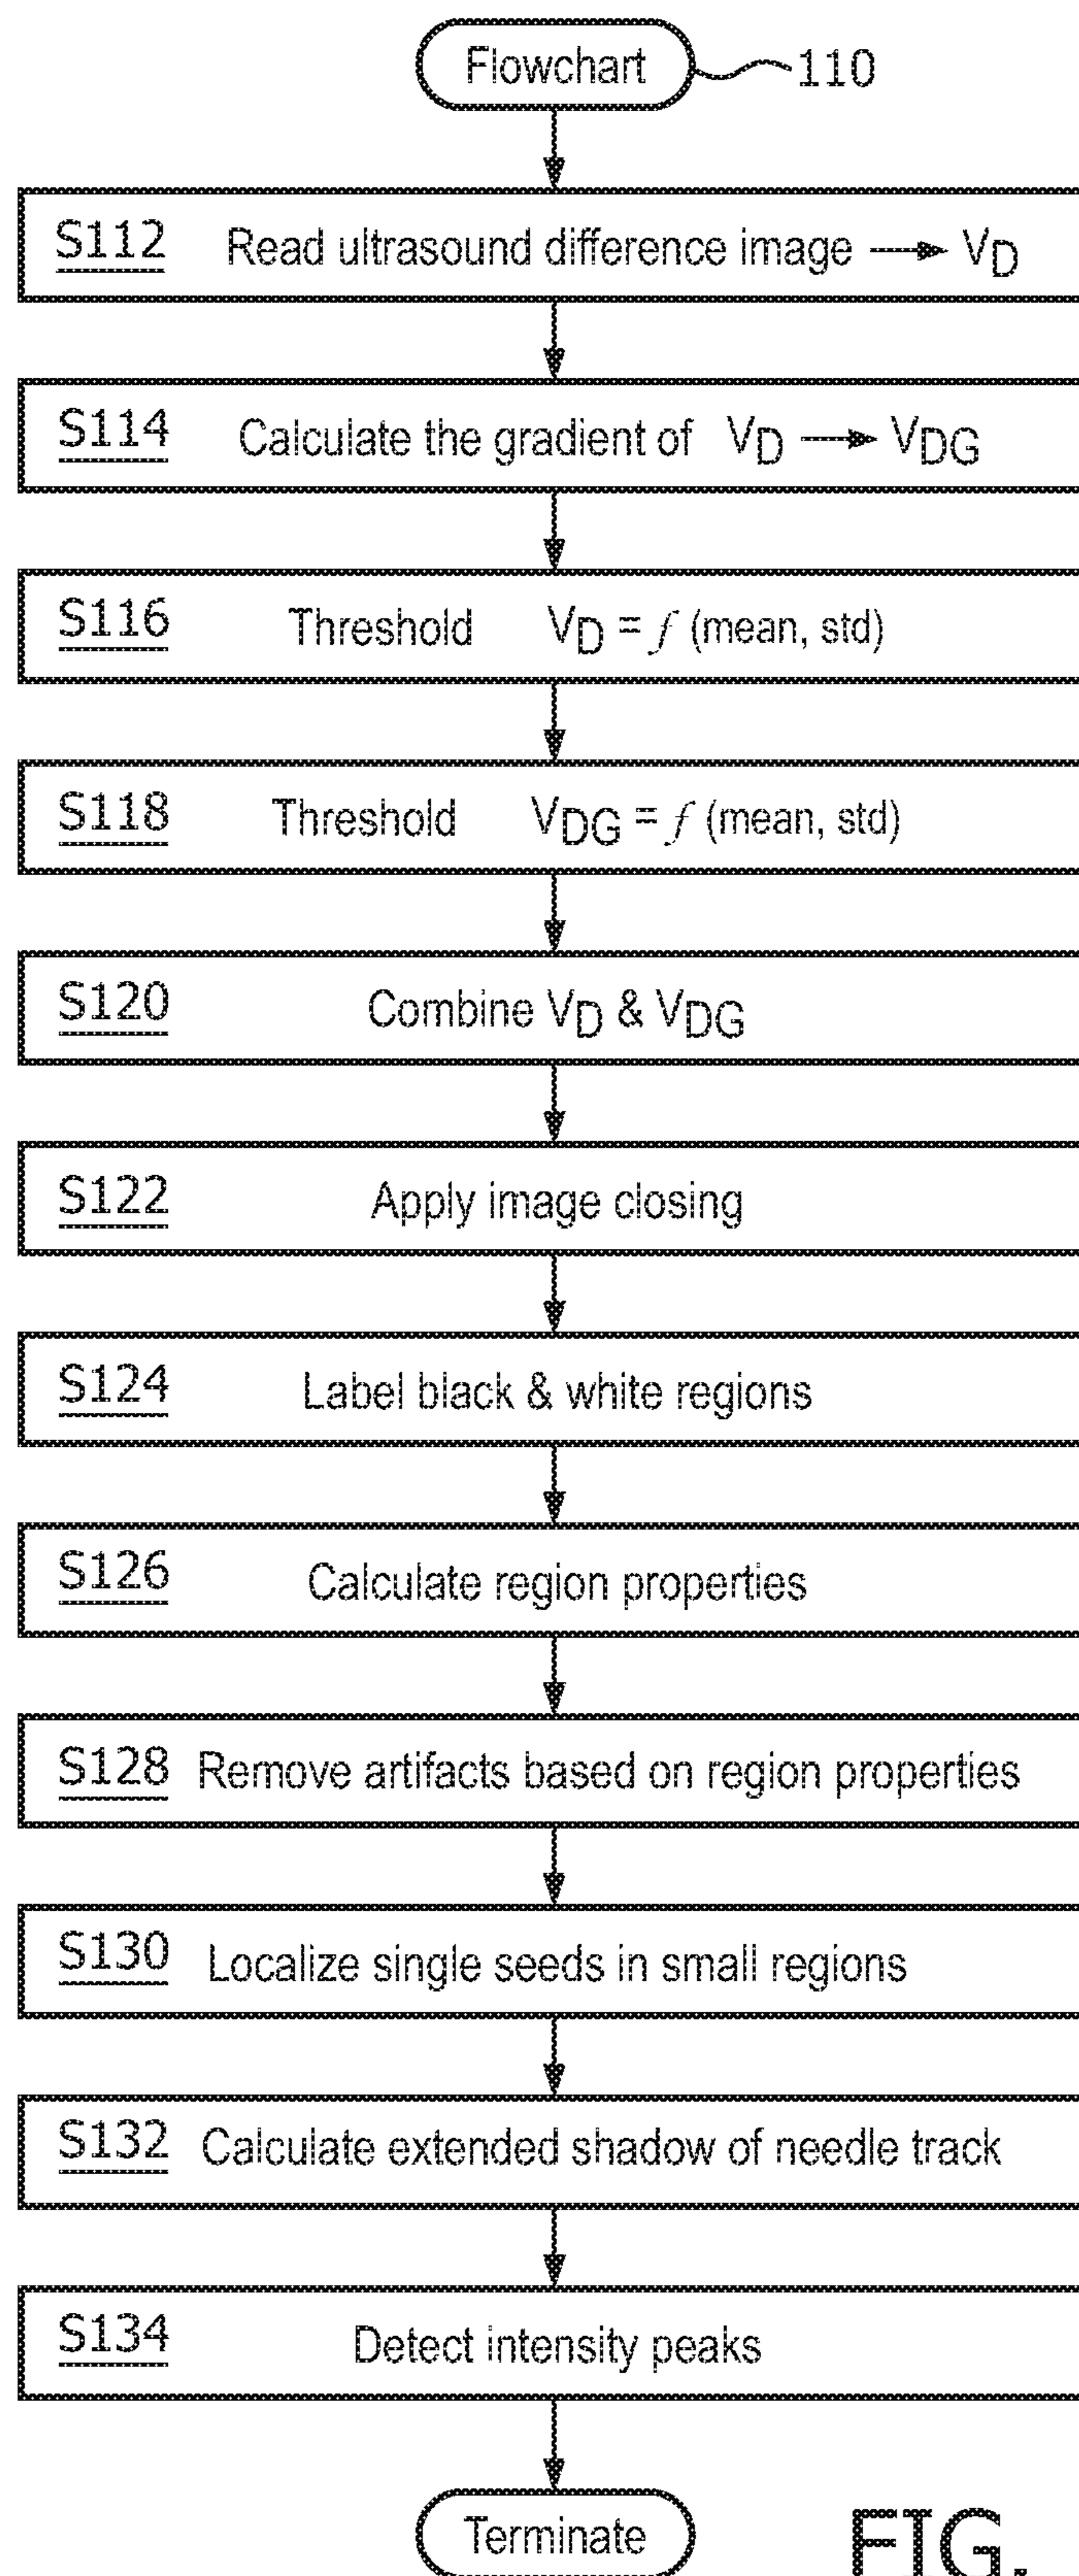 Flowchart 110
S112 Read ultrasound difference image → VD
S114 Calculate the gradient of VD → VDG
S116 Threshold VD = f (mean, std)
S118 Threshold VDG = f (mean, std)
S120 Combine VD & VDG
S122 Apply image closing
S124 Label black & white regions
S126 Calculate region properties
S128 Remove artifacts based on region properties
S130 Localize single seeds in small regions
S132 Calculate extended shadow of needle track
S134 Detect intensity peaks
Terminate
FIG.